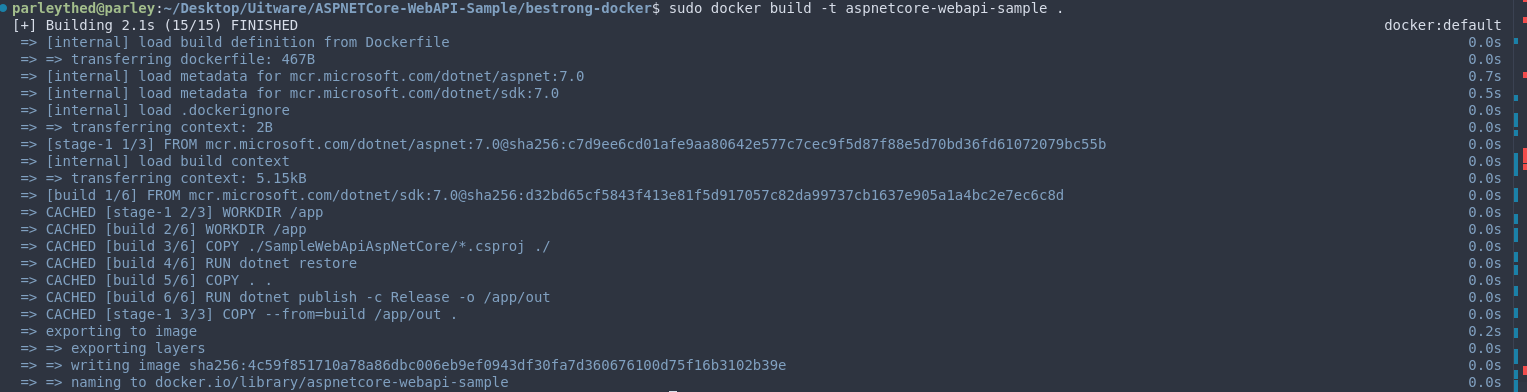 parleythed@parley:~/Desktop/Uitware/ASPNETCore-WebAPI-Sample/bestrong-docker$ sudo docker build -t aspnetcore-webapi-sample .
[+] Building 2.1s (15/15) FINISHED docker:default
=> [internal] load build definition from Dockerfile 0.0s
=> => transferring dockerfile: 467B 0.0s
=> [internal] load metadata for mcr.microsoft.com/dotnet/aspnet:7.0 0.7s
=> [internal] load metadata for mcr.microsoft.com/dotnet/sdk:7.0 0.5s
=> [internal] load .dockerignore 0.0s
=> => transferring context: 2B 0.0s
=> [stage-1 1/3] FROM mcr.microsoft.com/dotnet/aspnet:7.0@sha256:c7d9ee6cd01afe9aa80642e577c7cec9f5d87f88e5d70bd36fd61072079bc55b 0.0s
=> [internal] load build context 0.0s
=> => transferring context: 5.15kB 0.0s
=> [build 1/6] FROM mcr.microsoft.com/dotnet/sdk:7.0@sha256:d32bd65cf5843f413e81f5d917057c82da99737cb1637e905a1a4bc2e7ec6c8d 0.0s
=> CACHED [stage-1 2/3] WORKDIR /app 0.0s
=> CACHED [build 2/6] WORKDIR /app 0.0s
=> CACHED [build 3/6] COPY ./SampleWebApiAspNetCore/*.csproj ./ 0.0s
=> CACHED [build 4/6] RUN dotnet restore 0.0s
=> CACHED [build 5/6] COPY . . 0.0s
=> CACHED [build 6/6] RUN dotnet publish -c Release -o /app/out 0.0s
=> CACHED [stage-1 3/3] COPY --from=build /app/out . 0.0s
=> exporting to image 0.2s
=> => exporting layers 0.0s
=> => writing image sha256:4c59f851710a78a86dbc006eb9ef0943df30fa7d360676100d75f16b3102b39e 0.0s
=> => naming to docker.io/library/aspnetcore-webapi-sample 0.0s